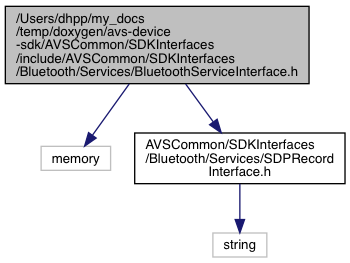 /Users/dhpp/my_docs
/temp/doxygen/avs-device
-sdk/AVSCommon/SDKInterfaces
/include/AVSCommon/SDKInterfaces
/Bluetooth/Services/BluetoothServiceInterface.h
memory
AVSCommon/SDKInterfaces
/Bluetooth/Services/SDPRecord
Interface.h
string